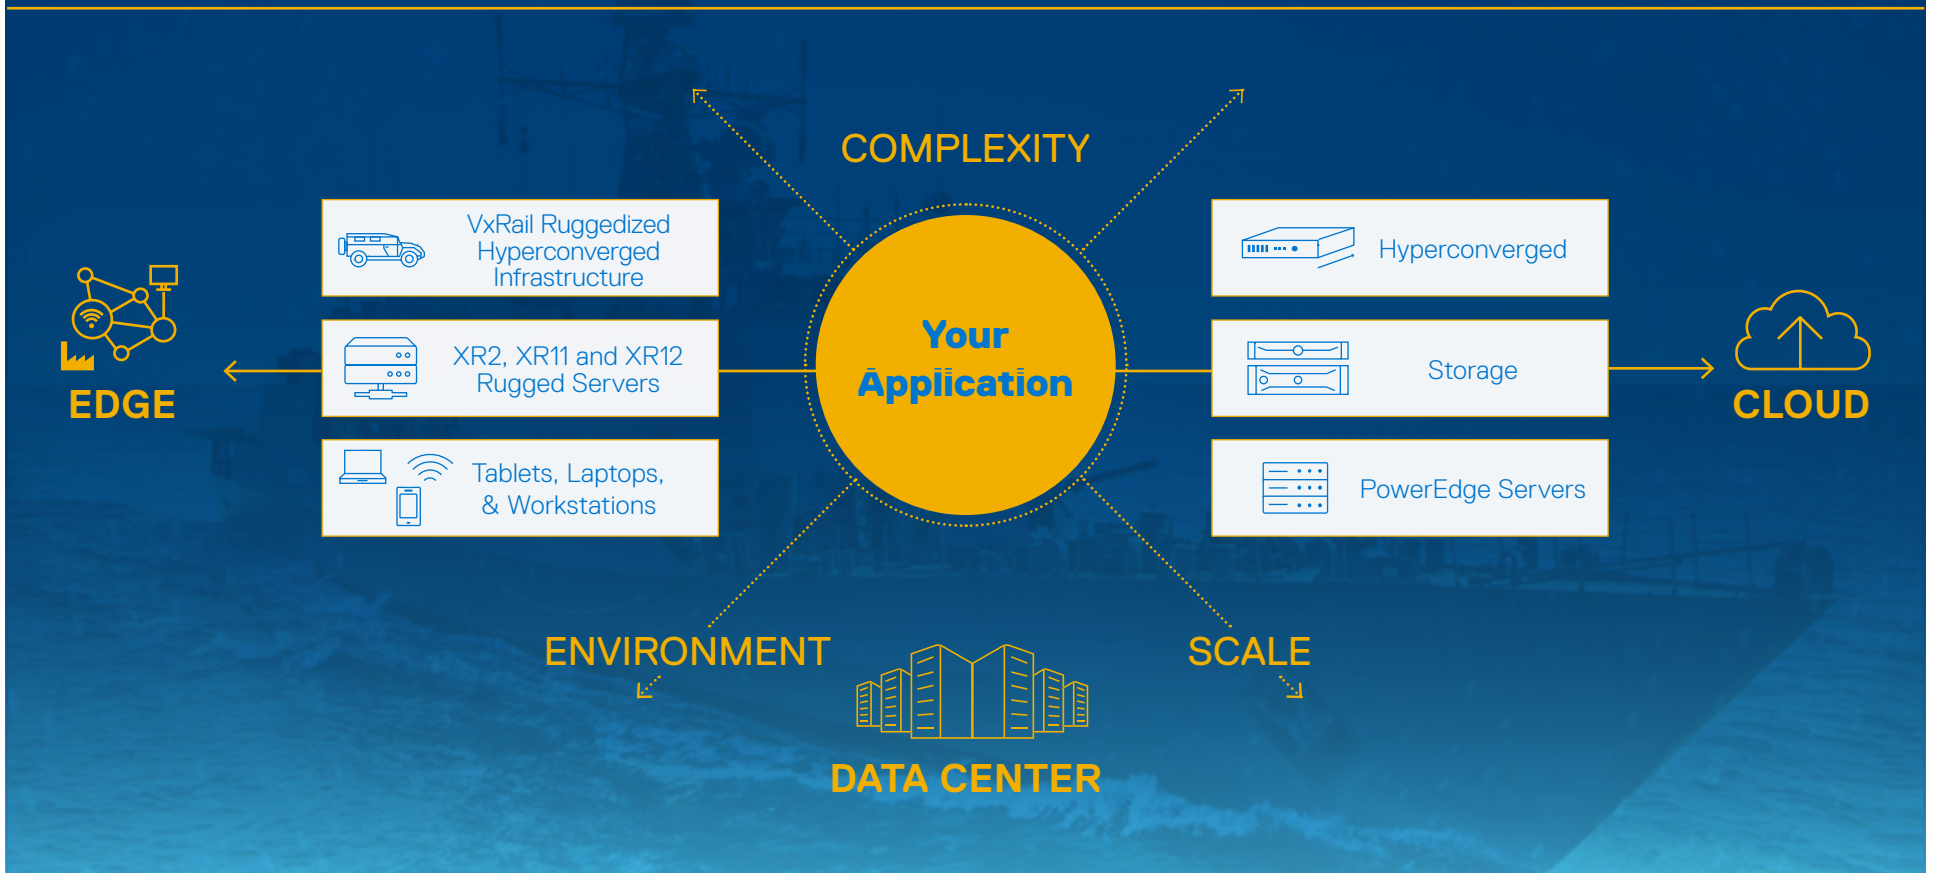 COMPLEXITY
VxRail Ruggedized
Hyperconverged
Infrastructure
XR2, XR11 and XR12
Rugged Servers
Tablets, Laptops,
& Workstations
EDGE
Your
Application
Hyperconverged
Storage
PowerEdge Servers
CLOUD
ENVIRONMENT
SCALE
DATA CENTER